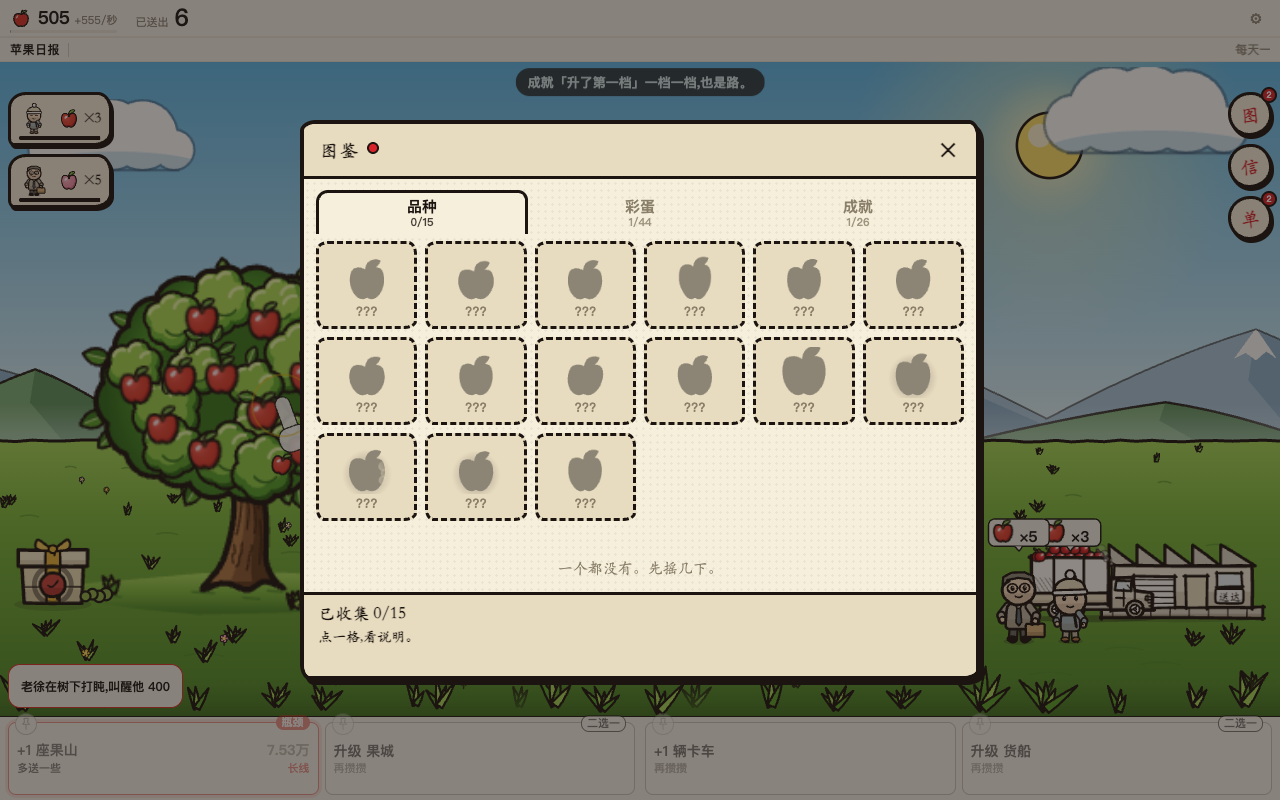 505 +555/秒 已送出 6
苹果日报 每天一
成就「升了第一档」一档一档,也是路。
×3
×5
图 2
信
单 2
图鉴
品种 彩蛋 成就
0/15 1/44 1/26
??? ??? ??? ??? ??? ???
??? ??? ??? ??? ??? ???
??? ??? ???
一个都没有。先摇几下。
已收集 0/15
点一格,看说明。
×5 ×3
送达
老徐在树下打盹,叫醒他 400
瓶颈 二选一 二选一
+1 座果山 7.53万 升级 果城 +1 辆卡车 升级 货船
多送一些 长线 再攒攒 再攒攒 再攒攒